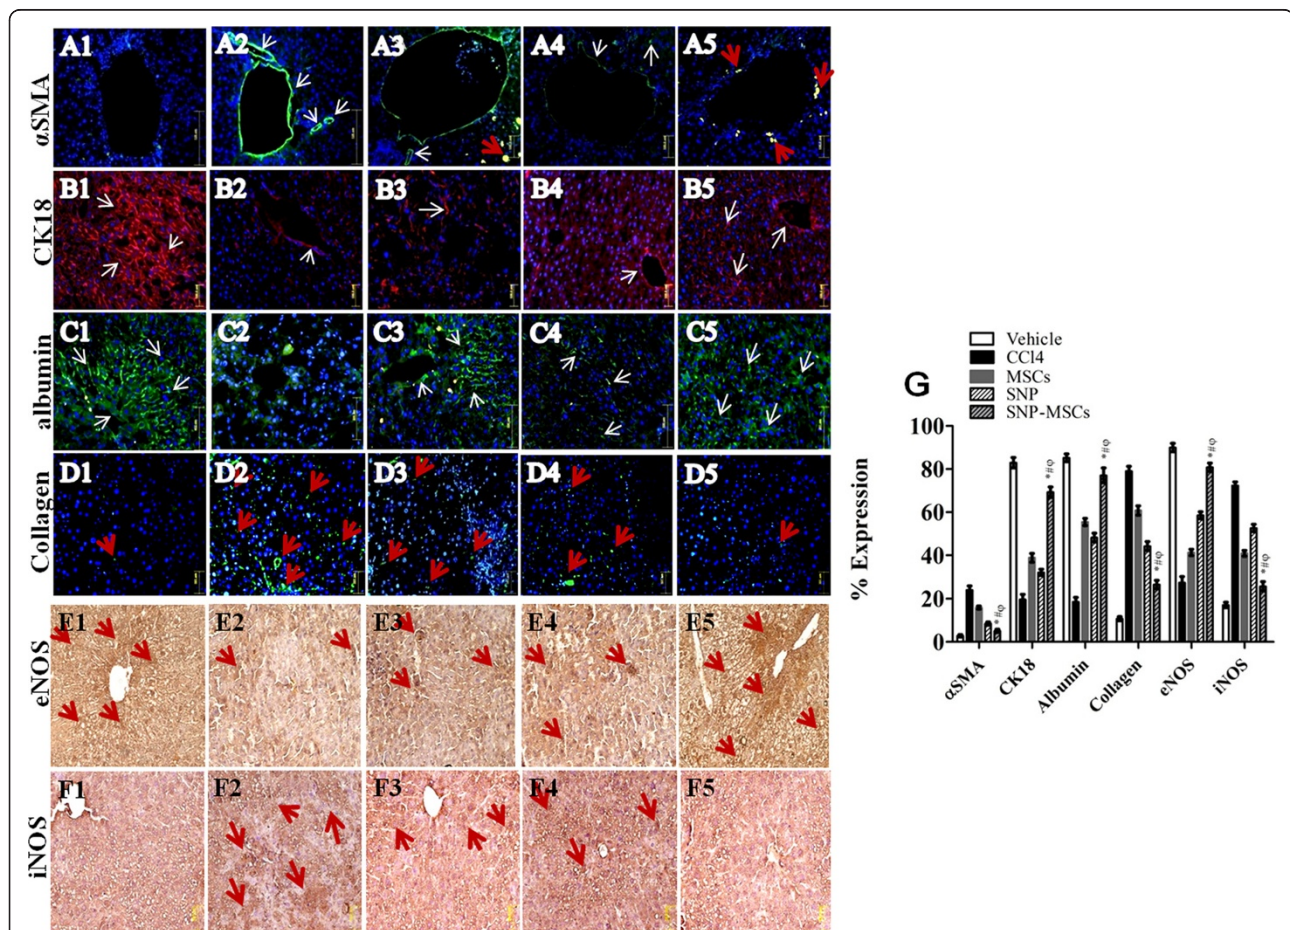 αSMA
A1 A2 A3 A4 A5
CK18
B1 B2 B3 B4 B5
albumin
C1 C2 C3 C4 C5
Collagen
D1 D2 D3 D4 D5
eNOS
E1 E2 E3 E4 E5
iNOS
F1 F2 F3 F4 F5
G
Vehicle
CCl4
MSCs
SNP
SNP-MSCs
% Expression
100
80
60
40
20
0
*#φ
*#φ
*#φ
*#φ
*#φ
*#φ
αSMA
CK18
Albumin
Collagen
eNOS
iNOS